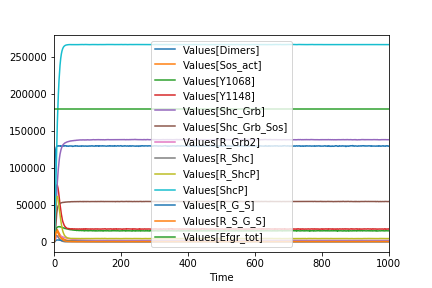 250000
200000
150000
100000
50000
0
Values[Dimers]
Values[Sos_act]
Values[Y1068]
Values[Y1148]
Values[Shc_Grb]
Values[Shc_Grb_Sos]
Values[R_Grb2]
Values[R_Shc]
Values[R_ShcP]
Values[ShcP]
Values[R_G_S]
Values[R_S_G_S]
Values[Efgr_tot]
0 200 400 600 800 1000
Time